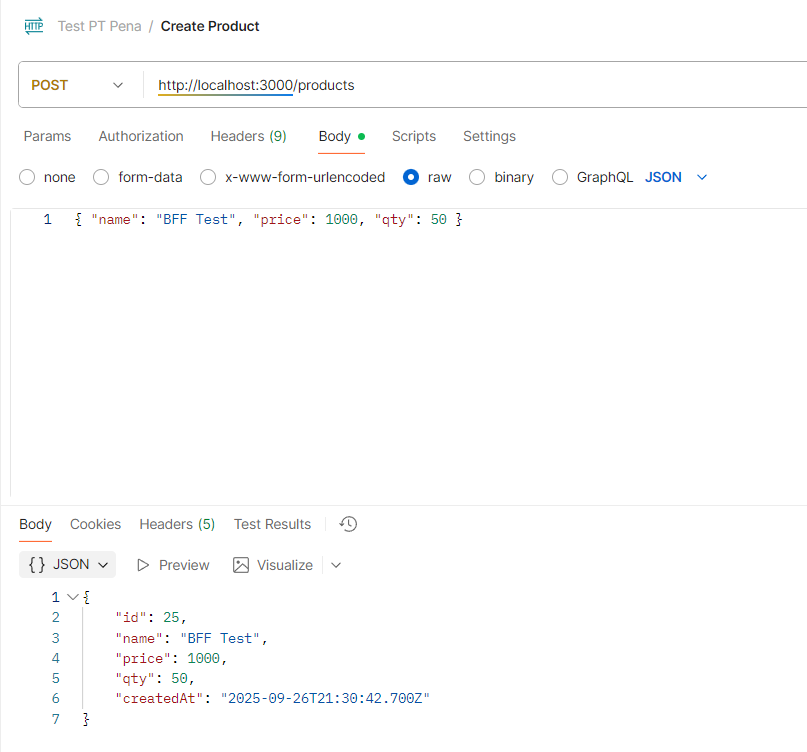 HTTP Test PT Pena / Create Product
POST http://localhost:3000/products
Params Authorization Headers (9) Body Scripts Settings
none form-data x-www-form-urlencoded raw binary GraphQL JSON
1 { "name": "BFF Test", "price": 1000, "qty": 50 }
Body Cookies Headers (5) Test Results
{} JSON Preview Visualize
1 {
2 "id": 25,
3 "name": "BFF Test",
4 "price": 1000,
5 "qty": 50,
6 "createdAt": "2025-09-26T21:30:42.700Z"
7 }